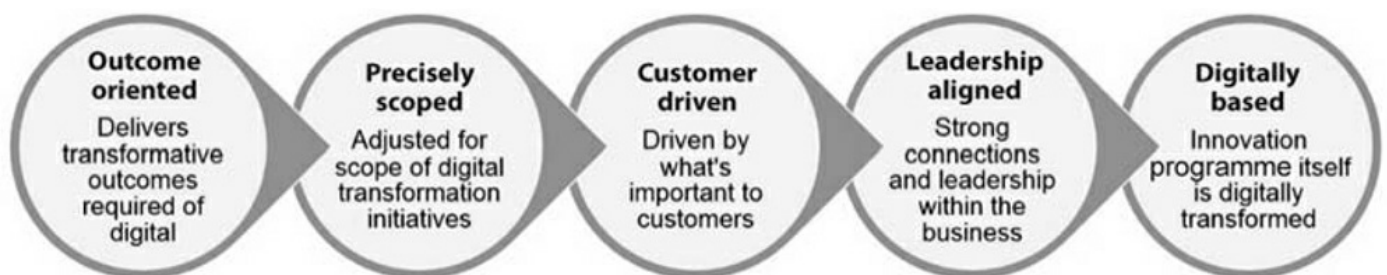 Outcome
oriented
Delivers
transformative
outcomes
required of
digital
Precisely
scoped
Adjusted for
scope of digital
transformation
initiatives
Customer
driven
Driven by
what's
important to
customers
Leadership
aligned
Strong
connections
and leadership
within the
business
Digitally
based
Innovation
programme itself
is digitally
transformed